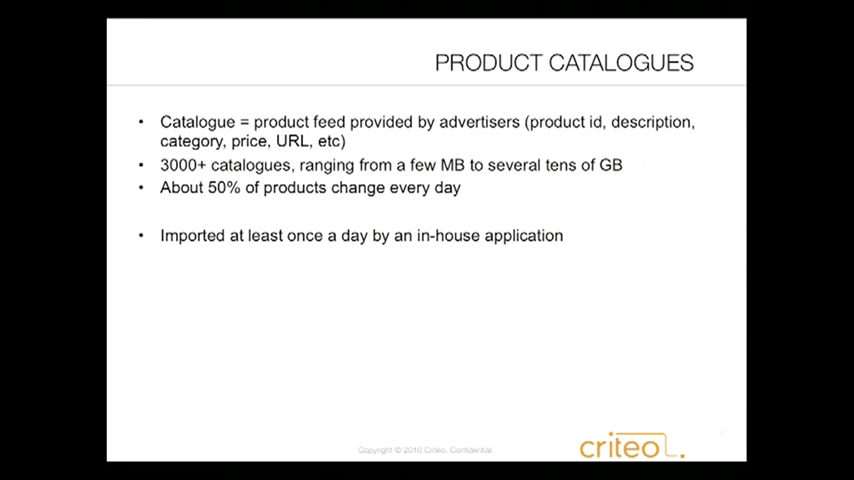 PRODUCT CATALOGUES
• Catalogue = product feed provided by advertisers (product id, description,
category, price, URL, etc)
• 3000+ catalogues, ranging from a few MB to several tens of GB
• About 50% of products change every day
• Imported at least once a day by an in-house application
Copyright © 2010 Criteo. Confidential.
criteo